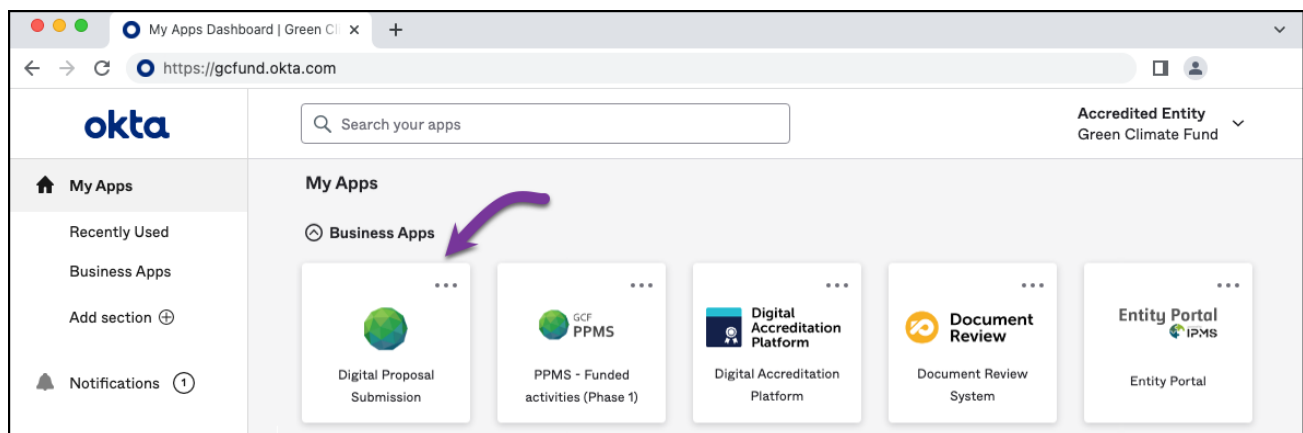 My Apps Dashboard | Green Cli
https://gcfund.okta.com
okta
Search your apps
Accredited Entity
Green Climate Fund
My Apps
Recently Used
Business Apps
Add section
Notifications 1
My Apps
Business Apps
Digital Proposal
Submission
GCF
PPMS
PPMS - Funded
activities (Phase 1)
Digital
Accreditation
Platform
Digital Accreditation
Platform
Document
Review
Document Review
System
Entity Portal
IPMS
Entity Portal